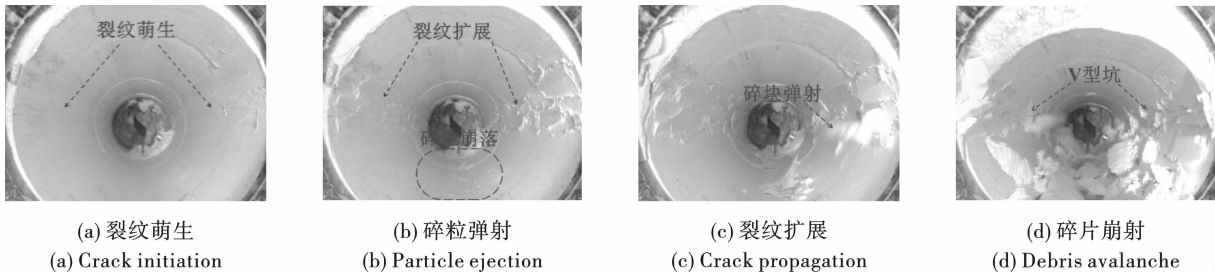 裂纹萌生
裂纹扩展
碎 崩落
碎块弹射
V型坑
(a) 裂纹萌生
(b) 碎粒弹射
(c) 裂纹扩展
(d) 碎片崩射
(a) Crack initiation
(b) Particle ejection
(c) Crack propagation
(d) Debris avalanche